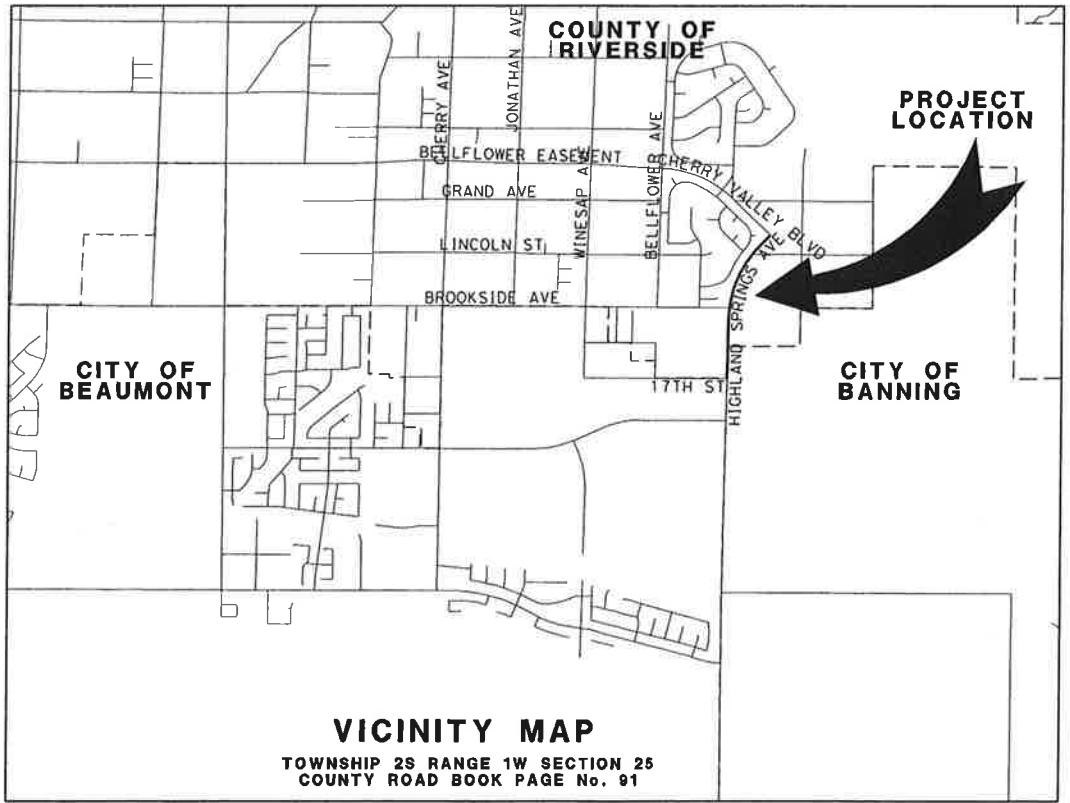 COUNTY OF
RIVERSIDE
PROJECT
LOCATION
CHERRY AVE
JONATHAN AVE
WINESAP AVE
BELLFLOWER AVE
BELLFLOWER EASEMENT
CHERRY VALLEY BLVD
GRAND AVE
LINCOLN ST
BROOKSIDE AVE
HIGHLAND SPRINGS AVE
17TH ST
CITY OF
BEAUMONT
CITY OF
BANNING
VICINITY MAP
TOWNSHIP 2S RANGE 1W SECTION 25
COUNTY ROAD BOOK PAGE No. 91